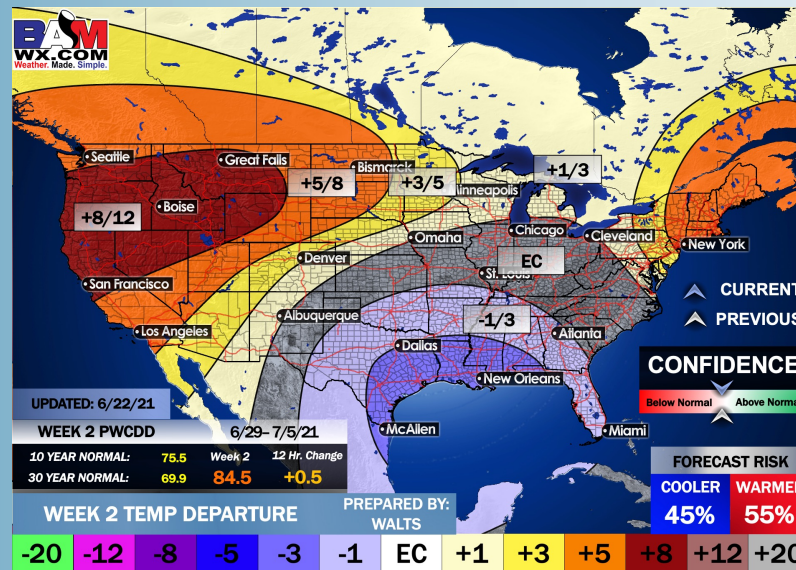 BAM
WX.COM
Weather. Made. Simple.
Seattle
Great Falls
Bismarck
+5/8
+3/5
+1/3
Minneapolis
Boise
+8/12
Omaha
Chicago
Cleveland
New York
Denver
St. Louis
EC
San Francisco
CURRENT
PREVIOUS
Albuquerque
-1/3
Los Angeles
Dallas
Atlanta
New Orleans
CONFIDENCE
Below Normal
Above Norma
McAllen
Miami
UPDATED: 6/22/21
WEEK 2 PWCDD 6/29-7/5/21
10 YEAR NORMAL: 75.5 Week 2 12 Hr. Change
30 YEAR NORMAL: 69.9 84.5 +0.5
FORECAST RISK
COOLER WARMER
45% 55%
WEEK 2 TEMP DEPARTURE
PREPARED BY:
WALTS
-20 -12 -8 -5 -3 -1 EC +1 +3 +5 +8 +12 +20